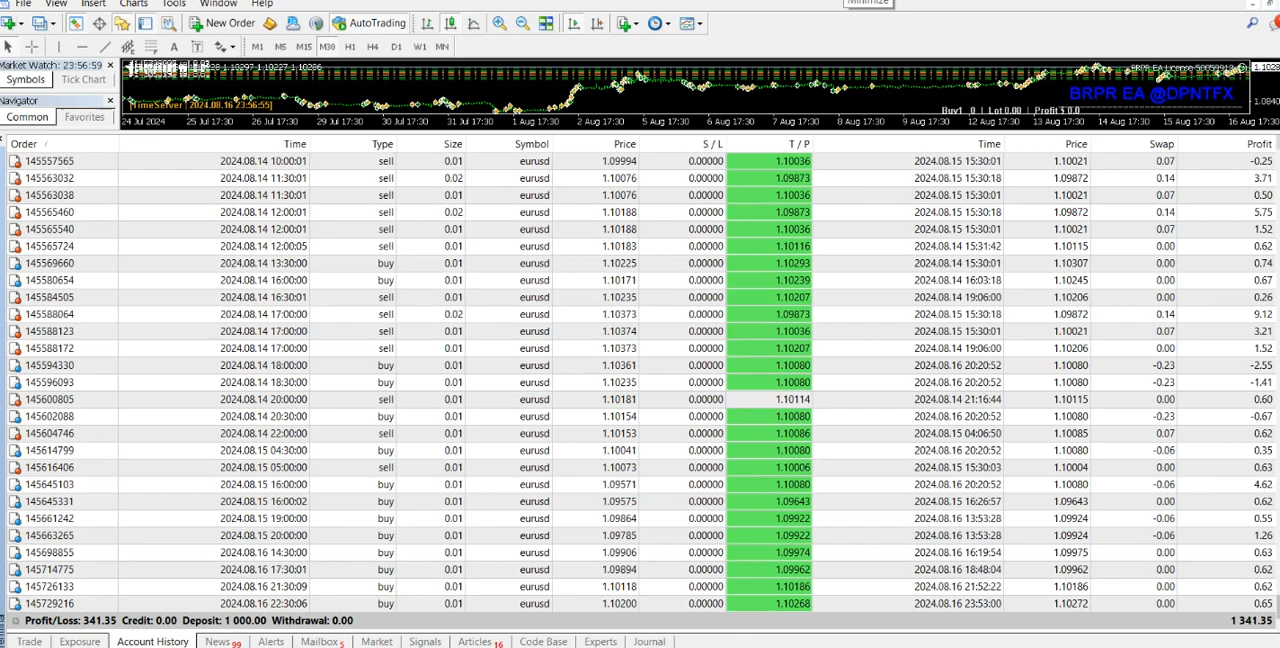 File View Insert Charts Tools Window Help Minimize
New Order AutoTrading
M1 M5 M15 M30 H1 H4 D1 W1 MN
Market Watch: 23:56:59
Symbols Tick Chart
Navigator
Common Favorites
1.10297 1.10227 1.10286
TimeServer [2024.08.16 23:56:55]
BRPR EA @DPNTFX
Buy1 0 | Lot 0.00 | Profit $ 0.0
1.1028
1.0840
24 Jul 2024 25 Jul 17:30 26 Jul 17:30 29 Jul 17:30 30 Jul 17:30 31 Jul 17:30 1 Aug 17:30 2 Aug 17:30 5 Aug 17:30 6 Aug 17:30 7 Aug 17:30 8 Aug 17:30 9 Aug 17:30 12 Aug 17:30 13 Aug 17:30 14 Aug 17:30 15 Aug 17:30 16 Aug 17:30
Order / Time Type Size Symbol Price S / L T / P Time Price Swap Profit
145557565 2024.08.14 10:00:01 sell 0.01 eurusd 1.09994 0.00000 1.10036 2024.08.15 15:30:01 1.10021 0.07 -0.25
145563032 2024.08.14 11:30:01 sell 0.02 eurusd 1.10076 0.00000 1.09873 2024.08.15 15:30:18 1.09872 0.14 3.71
145563038 2024.08.14 11:30:01 sell 0.01 eurusd 1.10076 0.00000 1.10036 2024.08.15 15:30:01 1.10021 0.07 0.50
145565460 2024.08.14 12:00:01 sell 0.02 eurusd 1.10188 0.00000 1.09873 2024.08.15 15:30:18 1.09872 0.14 5.75
145565540 2024.08.14 12:00:01 sell 0.01 eurusd 1.10188 0.00000 1.10036 2024.08.15 15:30:01 1.10021 0.07 1.52
145565724 2024.08.14 12:00:05 sell 0.01 eurusd 1.10183 0.00000 1.10116 2024.08.14 15:31:42 1.10115 0.00 0.62
145569660 2024.08.14 13:30:00 buy 0.01 eurusd 1.10225 0.00000 1.10293 2024.08.14 15:30:01 1.10307 0.00 0.74
145580654 2024.08.14 16:00:00 buy 0.01 eurusd 1.10171 0.00000 1.10239 2024.08.14 16:03:18 1.10245 0.00 0.67
145584505 2024.08.14 16:30:01 sell 0.01 eurusd 1.10235 0.00000 1.10207 2024.08.14 19:06:00 1.10206 0.00 0.26
145588064 2024.08.14 17:00:00 sell 0.02 eurusd 1.10373 0.00000 1.09873 2024.08.15 15:30:18 1.09872 0.14 9.12
145588123 2024.08.14 17:00:00 sell 0.01 eurusd 1.10374 0.00000 1.10036 2024.08.15 15:30:01 1.10021 0.07 3.21
145588172 2024.08.14 17:00:00 sell 0.01 eurusd 1.10373 0.00000 1.10207 2024.08.14 19:06:00 1.10206 0.00 1.52
145594330 2024.08.14 18:00:00 buy 0.01 eurusd 1.10361 0.00000 1.10080 2024.08.16 20:20:52 1.10080 -0.23 -2.55
145596093 2024.08.14 18:30:00 buy 0.01 eurusd 1.10235 0.00000 1.10080 2024.08.16 20:20:52 1.10080 -0.23 -1.41
145600805 2024.08.14 20:00:00 sell 0.01 eurusd 1.10181 0.00000 1.10114 2024.08.14 21:16:44 1.10115 0.00 0.60
145602088 2024.08.14 20:30:00 buy 0.01 eurusd 1.10154 0.00000 1.10080 2024.08.16 20:20:52 1.10080 -0.23 -0.67
145604746 2024.08.14 22:00:00 sell 0.01 eurusd 1.10153 0.00000 1.10086 2024.08.15 04:06:50 1.10085 0.07 0.62
145614799 2024.08.15 04:30:00 buy 0.01 eurusd 1.10041 0.00000 1.10080 2024.08.16 20:20:52 1.10080 -0.06 0.35
145616406 2024.08.15 05:00:00 sell 0.01 eurusd 1.10073 0.00000 1.10006 2024.08.15 15:30:03 1.10004 0.00 0.63
145645103 2024.08.15 16:00:00 buy 0.01 eurusd 1.09571 0.00000 1.10080 2024.08.16 20:20:52 1.10080 -0.06 4.62
145645331 2024.08.15 16:00:02 buy 0.01 eurusd 1.09575 0.00000 1.09643 2024.08.15 16:26:57 1.09643 0.00 0.62
145661242 2024.08.15 19:00:00 buy 0.01 eurusd 1.09864 0.00000 1.09922 2024.08.16 13:53:28 1.09924 -0.06 0.55
145663265 2024.08.15 20:00:00 buy 0.01 eurusd 1.09785 0.00000 1.09922 2024.08.16 13:53:28 1.09924 -0.06 1.26
145698855 2024.08.16 14:30:00 buy 0.01 eurusd 1.09906 0.00000 1.09974 2024.08.16 16:19:54 1.09975 0.00 0.63
145714775 2024.08.16 17:30:01 buy 0.01 eurusd 1.09894 0.00000 1.09962 2024.08.16 18:48:04 1.09962 0.00 0.62
145726133 2024.08.16 21:30:09 buy 0.01 eurusd 1.10118 0.00000 1.10186 2024.08.16 21:52:22 1.10186 0.00 0.62
145729216 2024.08.16 22:30:06 buy 0.01 eurusd 1.10200 0.00000 1.10268 2024.08.16 23:53:00 1.10272 0.00 0.65
Profit/Loss: 341.35 Credit: 0.00 Deposit: 1 000.00 Withdrawal: 0.00 1 341.35
Trade Exposure Account History News 99 Alerts Mailbox 5 Market Signals Articles 16 Code Base Experts Journal